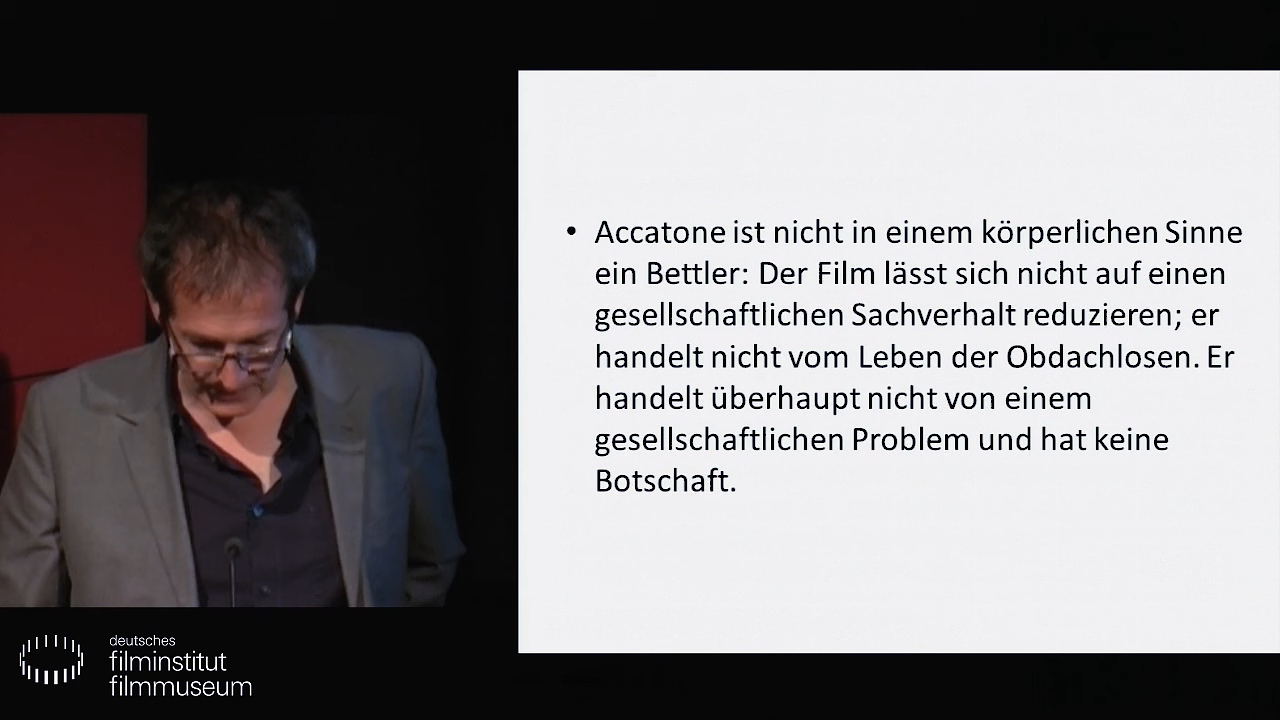 • Accatone ist nicht in einem körperlichen Sinne
ein Bettler: Der Film lässt sich nicht auf einen
gesellschaftlichen Sachverhalt reduzieren; er
handelt nicht vom Leben der Obdachlosen. Er
handelt überhaupt nicht von einem
gesellschaftlichen Problem und hat keine
Botschaft.
deutsches
filminstitut
filmmuseum